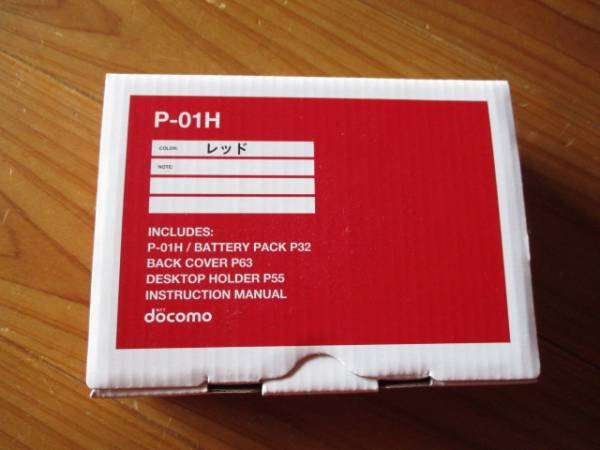 P-01H
COLOR: レッド
NOTE:
INCLUDES:
P-01H / BATTERY PACK P32
BACK COVER P63
DESKTOP HOLDER P55
INSTRUCTION MANUAL
döcomo